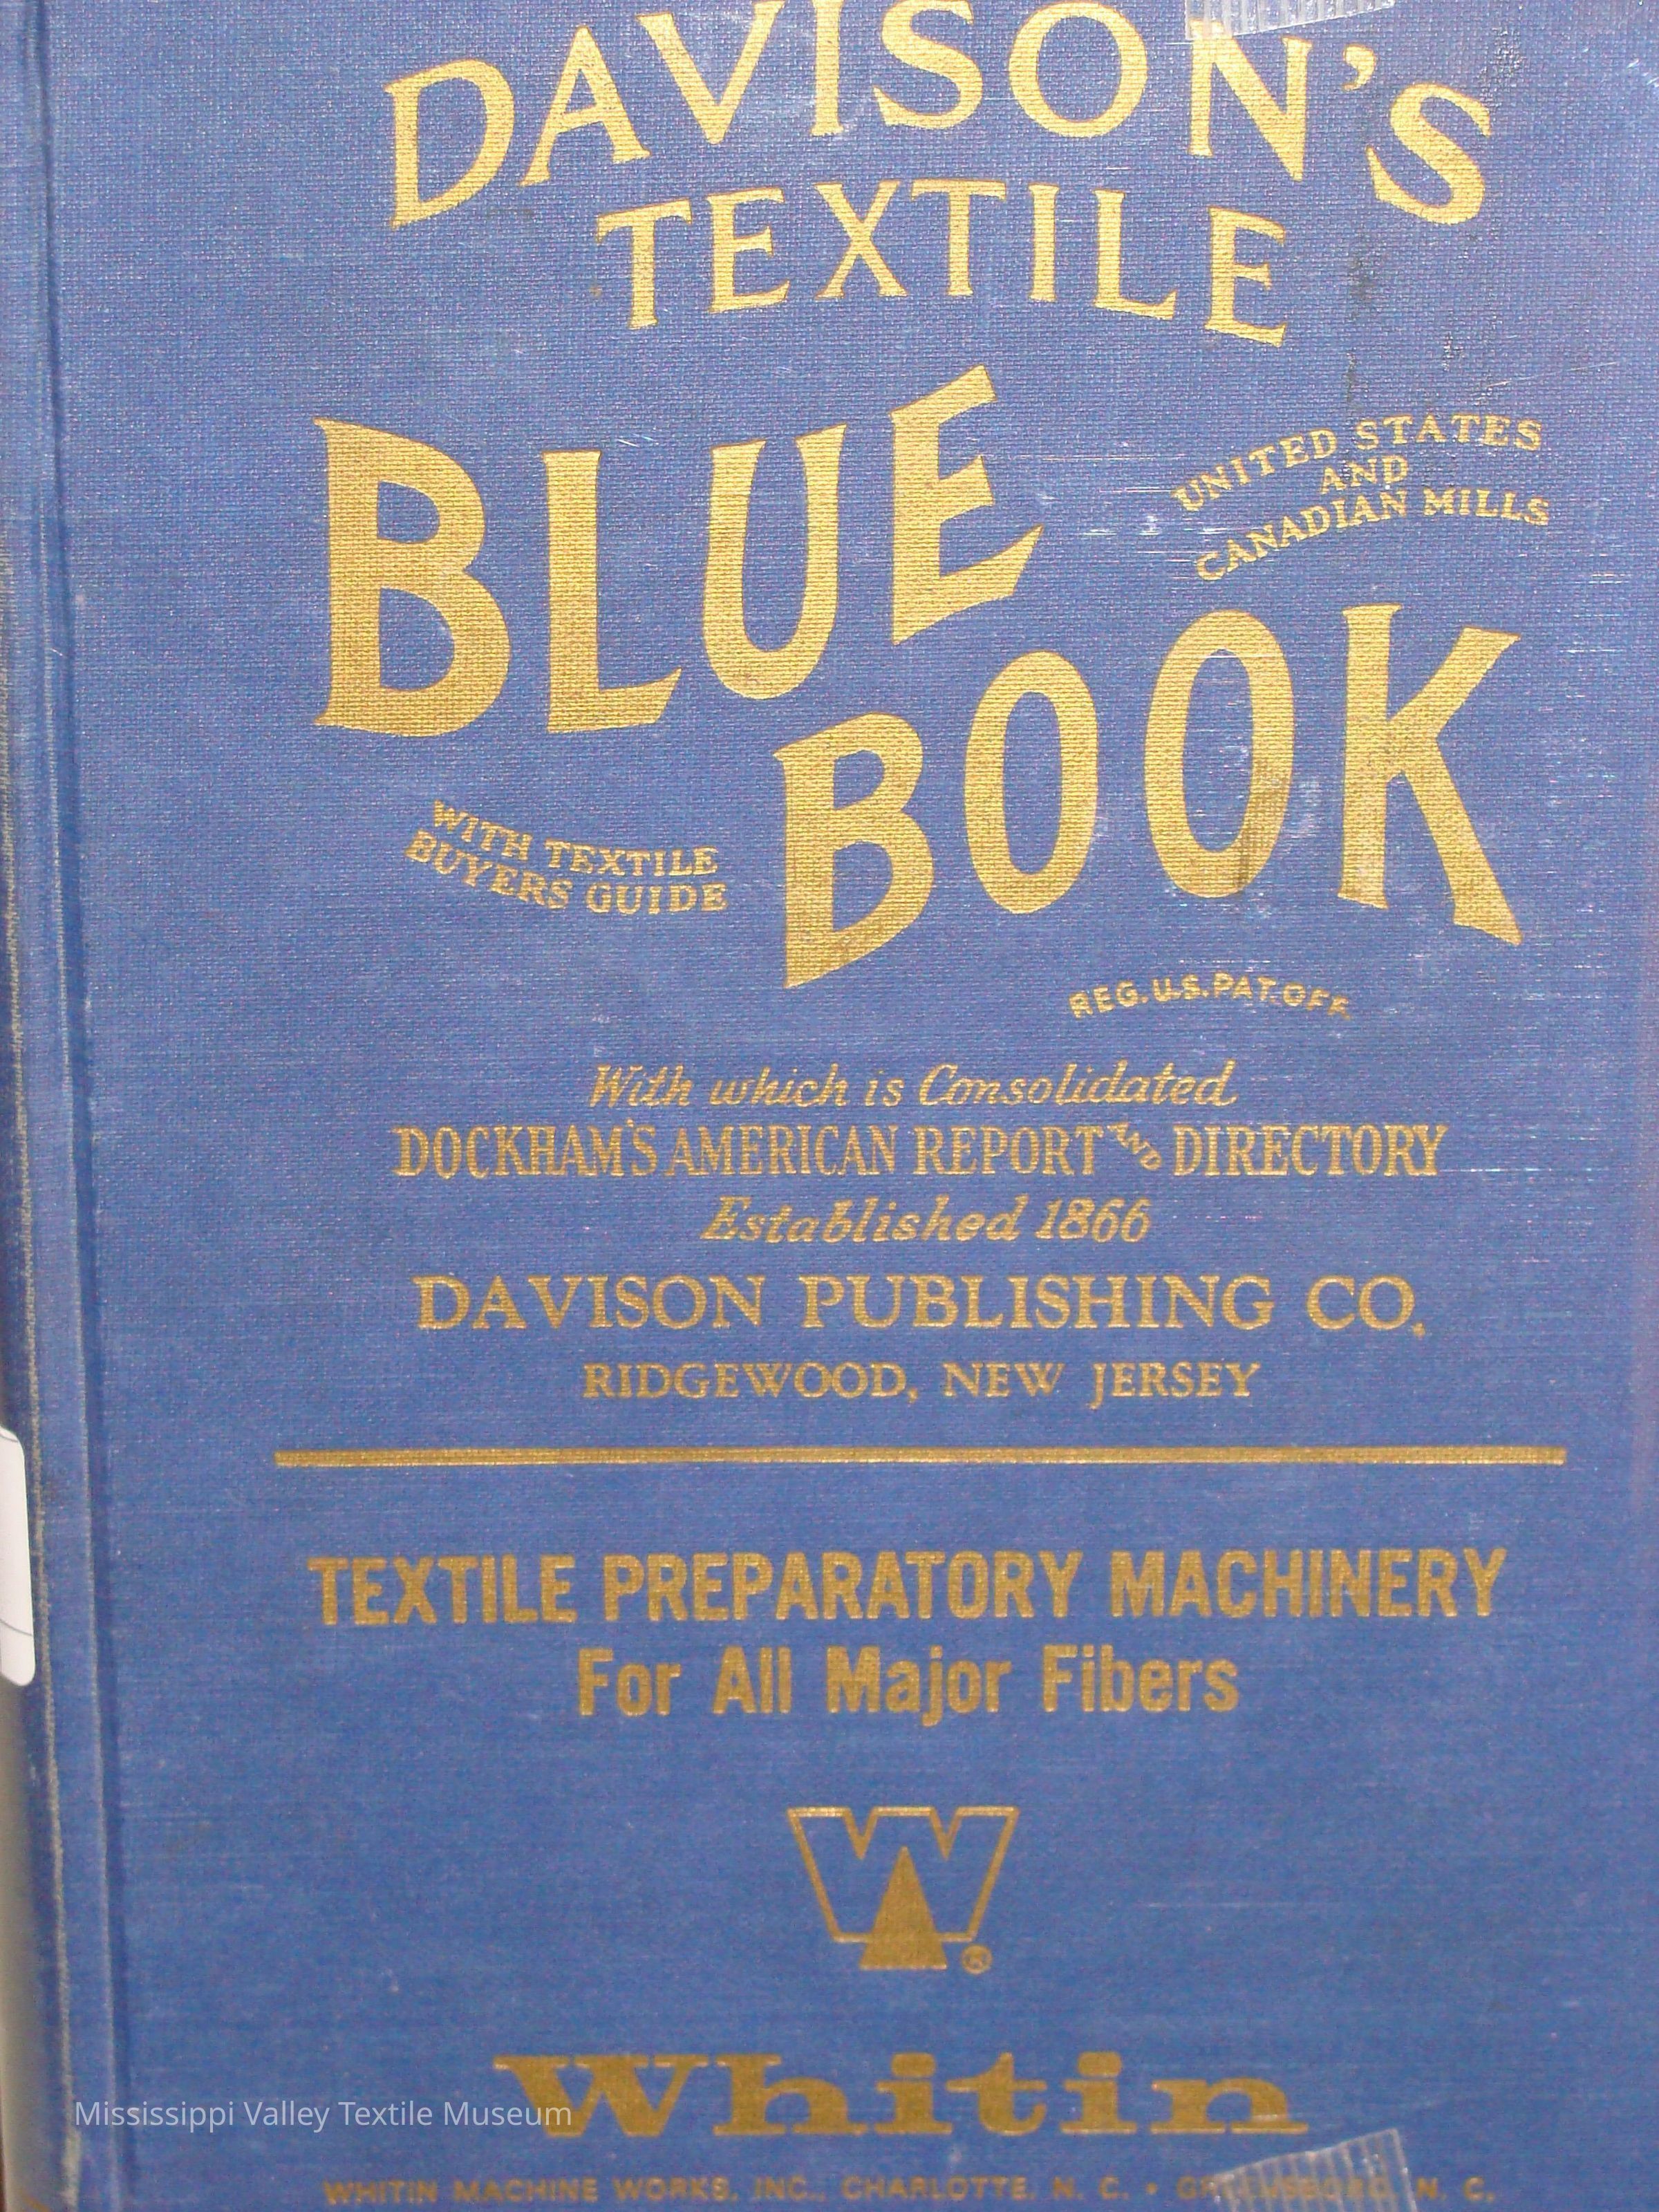 DAVISON'S
TEXTILE
BLUE
UNITED STATES
AND
CANADIAN MILLS
BOOK
WITH TEXTILE
BUYERS GUIDE
REG. U.S. PAT. OFF.
With which is Consolidated
DOCKHAM'S AMERICAN REPORT AND DIRECTORY
Established 1866
DAVISON PUBLISHING CO.
RIDGEWOOD, NEW JERSEY
TEXTILE PREPARATORY MACHINERY
For All Major Fibers
W®
Whitin
Mississippi Valley Textile Museum
WHITIN MACHINE WORKS, INC., CHARLOTTE, N. C. • GREENSBORO, N. C.